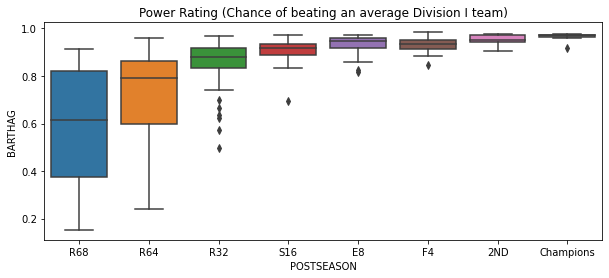 Power Rating (Chance of beating an average Division I team)
1.0
0.8
0.6
0.4
0.2
BARTHAG
R68 R64 R32 S16 E8 F4 2ND Champions
POSTSEASON